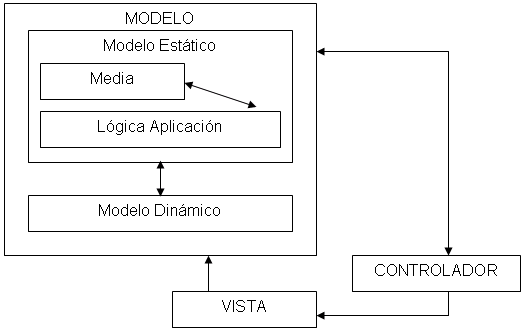 MODELO
Modelo Estático
Media
Lógica Aplicación
Modelo Dinámico
CONTROLADOR
VISTA